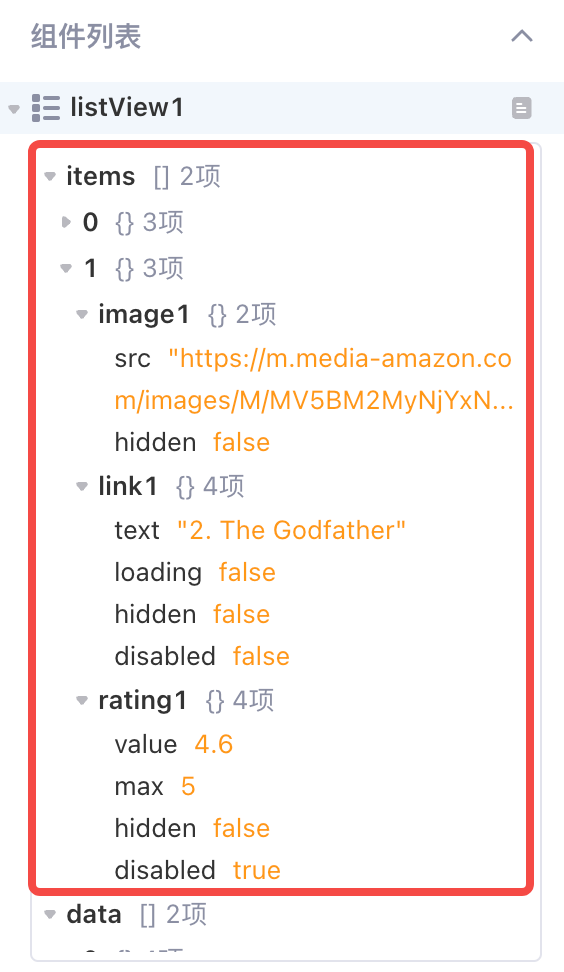 组件列表
listView1
items [] 2项
0 {} 3项
1 {} 3项
image1 {} 2项
src "https://m.media-amazon.co
m/images/M/MV5BM2MyNjYxN...
hidden false
link1 {} 4项
text "2. The Godfather"
loading false
hidden false
disabled false
rating1 {} 4项
value 4.6
max 5
hidden false
disabled true
data [] 2项